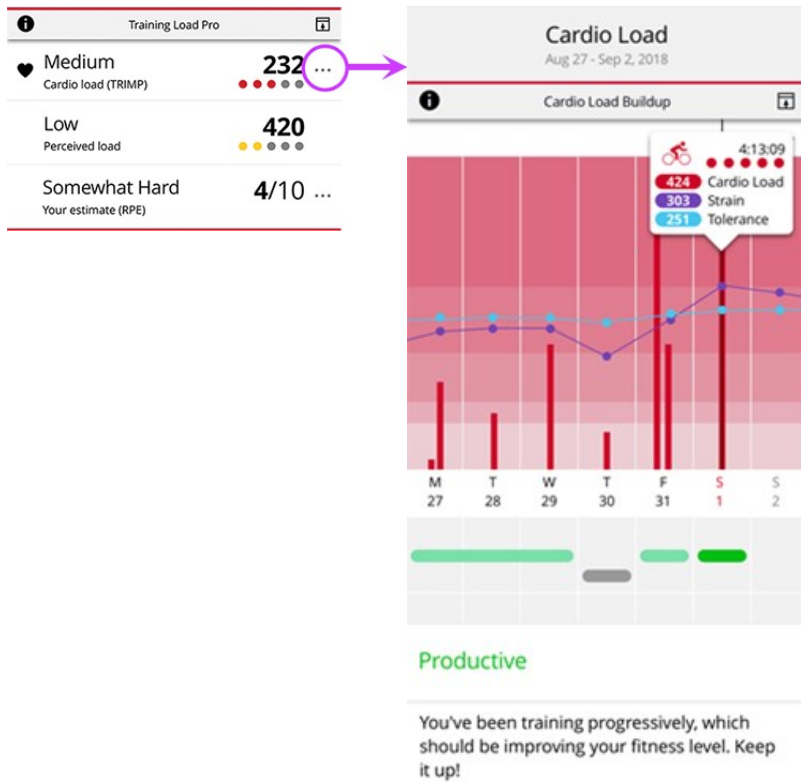 Training Load Pro
Medium
232 ...
Cardio load (TRIMP)
Low
420
Perceived load
Somewhat Hard
4/10 ...
Your estimate (RPE)
Cardio Load
Aug 27 - Sep 2, 2018
Cardio Load Buildup
4:13:09
424 Cardio Load
303 Strain
251 Tolerance
M T W T F S S
27 28 29 30 31 1 2
Productive
You've been training progressively, which
should be improving your fitness level. Keep
it up!